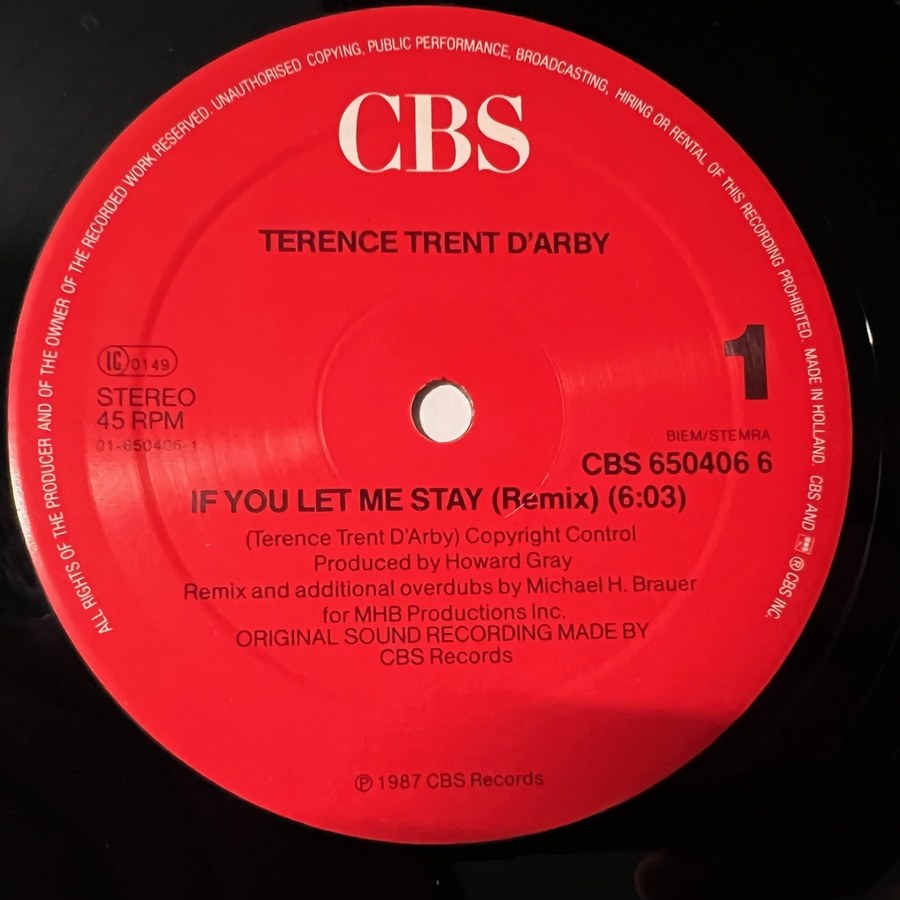 ALL RIGHTS OF THE PRODUCER AND OF THE OWNER OF THE RECORDED WORK RESERVED. UNAUTHORISED COPYING, PUBLIC PERFORMANCE, BROADCASTING, HIRING OR RENTAL OF THIS RECORDING PROHIBITED. MADE IN HOLLAND. CBS AND ® CBS INC.
CBS
TERENCE TRENT D'ARBY
LC 0149
STEREO
45 RPM
01-650406-1
1
BIEM/STEMRA
CBS 650406 6
IF YOU LET ME STAY (Remix) (6:03)
(Terence Trent D'Arby) Copyright Control
Produced by Howard Gray
Remix and additional overdubs by Michael H. Brauer
for MHB Productions Inc.
ORIGINAL SOUND RECORDING MADE BY
CBS Records
℗ 1987 CBS Records